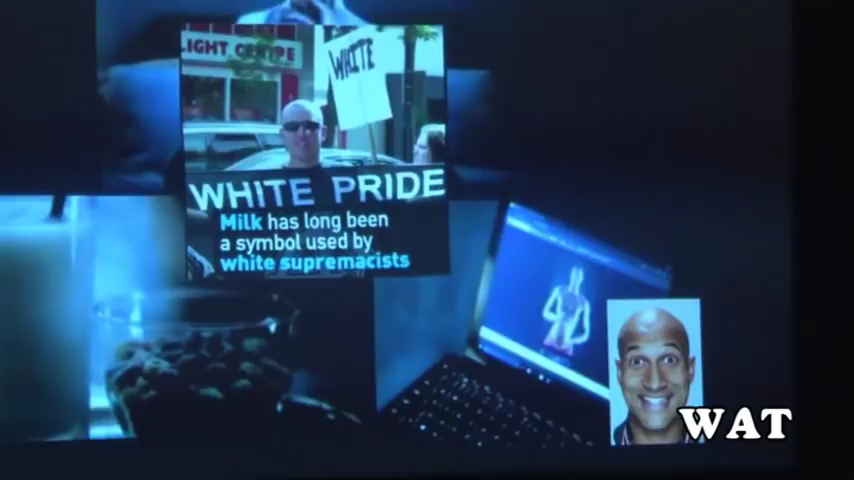 LIGHT CENTRE
WHITE
WHITE PRIDE
Milk has long been
a symbol used by
white supremacists
WAT